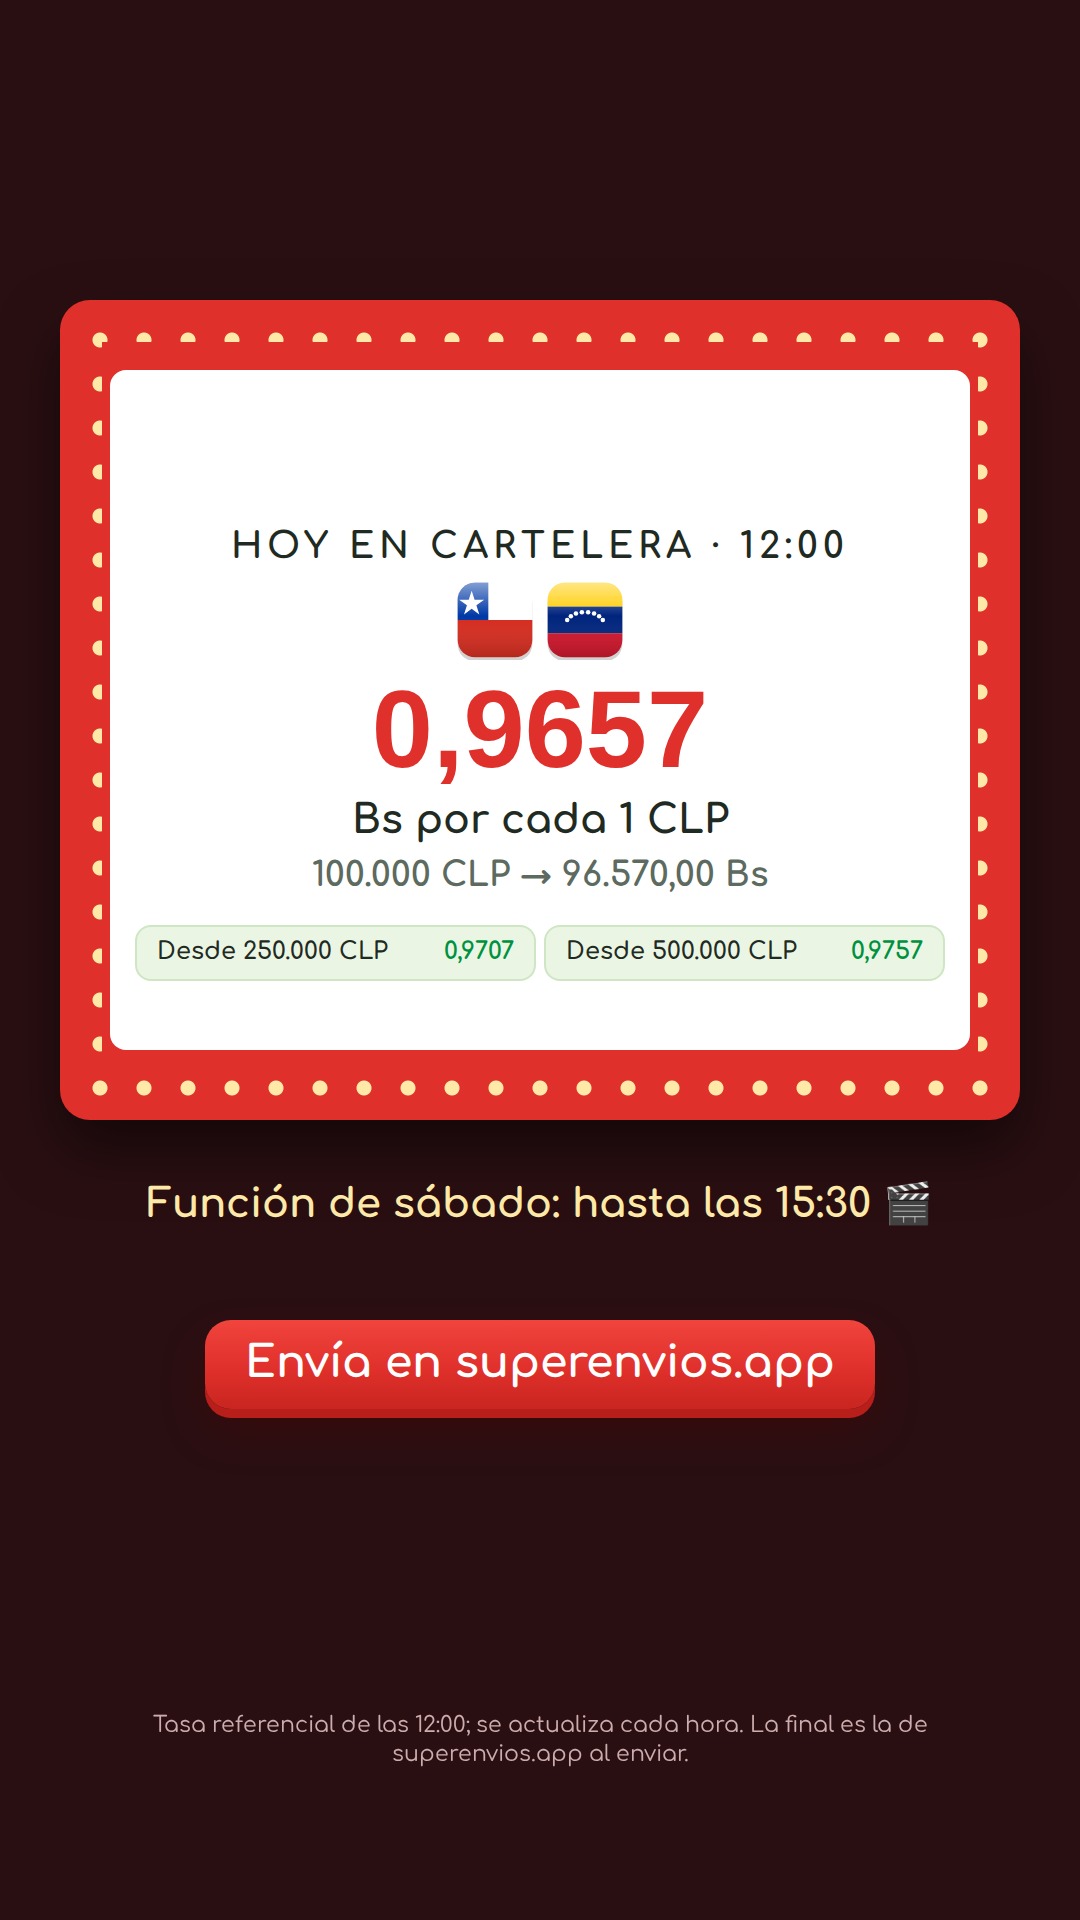 HOY EN CARTELERA · 12:00
0,9657
Bs por cada 1 CLP
100.000 CLP → 96.570,00 Bs
Desde 250.000 CLP 0,9707 Desde 500.000 CLP 0,9757
Función de sábado: hasta las 15:30 🎬
Envía en superenvios.app
Tasa referencial de las 12:00; se actualiza cada hora. La final es la de
superenvios.app al enviar.